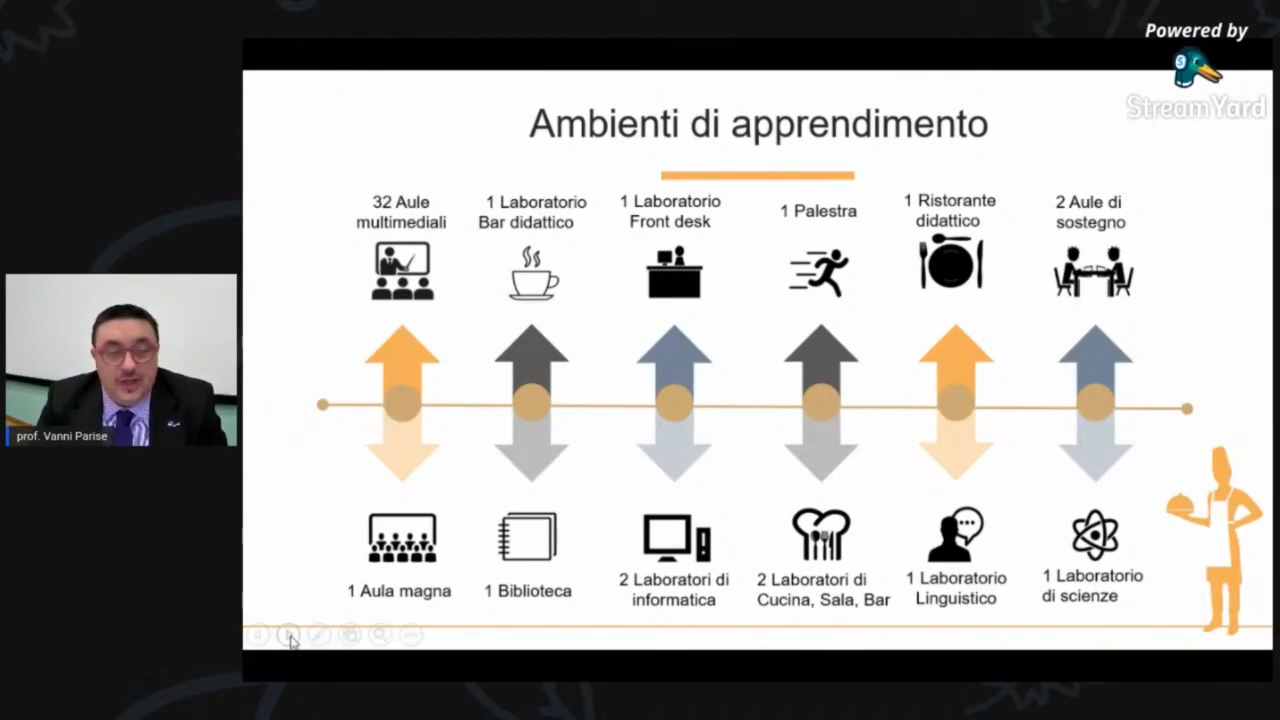 Powered by
StreamYard
Ambienti di apprendimento
32 Aule
multimediali
1 Laboratorio
Bar didattico
1 Laboratorio
Front desk
1 Palestra
1 Ristorante
didattico
2 Aule di
sostegno
prof. Vanni Parise
1 Aula magna
1 Biblioteca
2 Laboratori di
informatica
2 Laboratori di
Cucina, Sala, Bar
1 Laboratorio
Linguistico
1 Laboratorio
di scienze